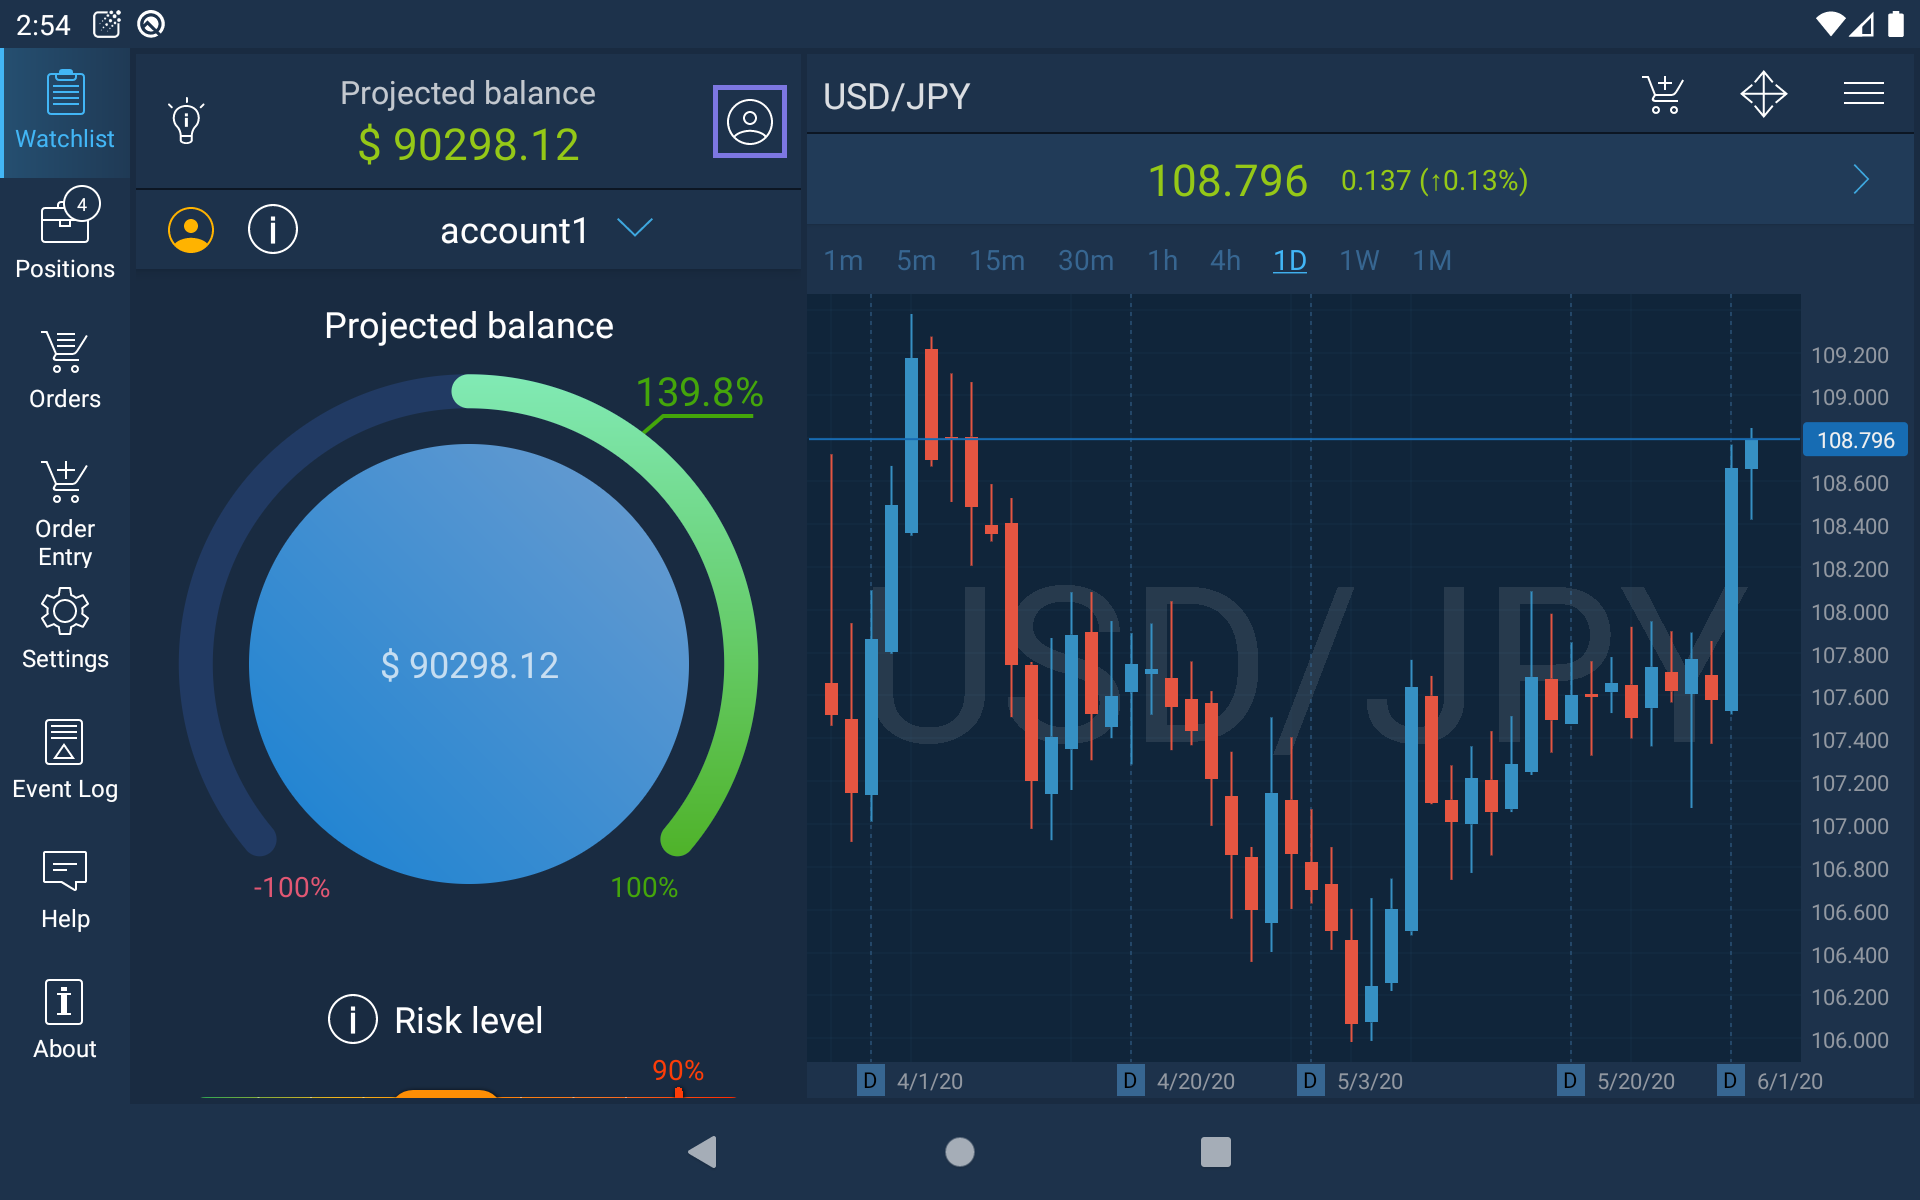 2:54
Watchlist
4
Positions
Orders
Order
Entry
Settings
Event Log
Help
About
Projected balance
$ 90298.12
account1
Projected balance
139.8%
$ 90298.12
-100%
100%
Risk level
90%
USD/JPY
108.796 0.137 (↑0.13%)
1m 5m 15m 30m 1h 4h 1D 1W 1M
USD/JPY
109.200
109.000
108.796
108.600
108.400
108.200
108.000
107.800
107.600
107.400
107.200
107.000
106.800
106.600
106.400
106.200
106.000
D 4/1/20 D 4/20/20 D 5/3/20 D 5/20/20 D 6/1/20